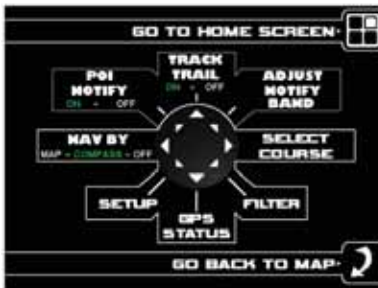 GO TO HOME SCREEN
TRACK
TRAIL
ON - OFF
POI
NOTIFY
ON - OFF
ADJUST
NOTIFY
BAND
NAV BY
MAP - COMPASS - OFF
SELECT
COURSE
SETUP
GPS
STATUS
FILTER
GO BACK TO MAP